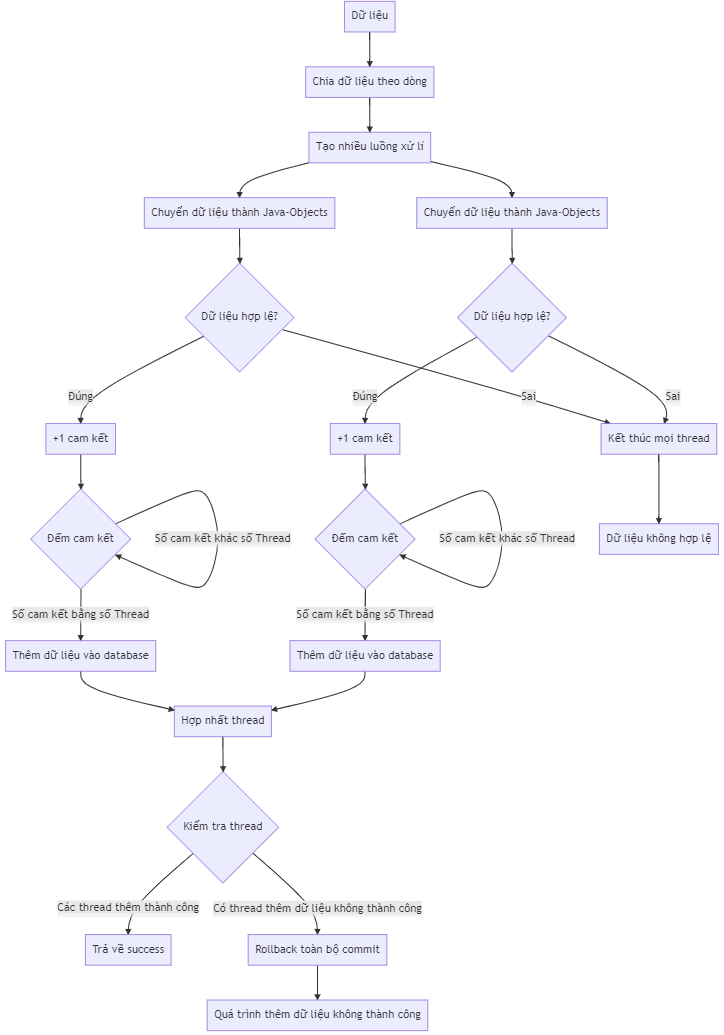 Dữ liệu
Chia dữ liệu theo dòng
Tạo nhiều luồng xử lí
Chuyển dữ liệu thành Java-Objects
Chuyển dữ liệu thành Java-Objects
Dữ liệu hợp lệ?
Dữ liệu hợp lệ?
Đúng
Sai
Đúng
Sai
+1 cam kết
+1 cam kết
Kết thúc mọi thread
Đếm cam kết
Số cam kết khác số Thread
Đếm cam kết
Số cam kết khác số Thread
Dữ liệu không hợp lệ
Số cam kết bằng số Thread
Số cam kết bằng số Thread
Thêm dữ liệu vào database
Thêm dữ liệu vào database
Hợp nhất thread
Kiểm tra thread
Các thread thêm thành công
Có thread thêm dữ liệu không thành công
Trả về success
Rollback toàn bộ commit
Quá trình thêm dữ liệu không thành công